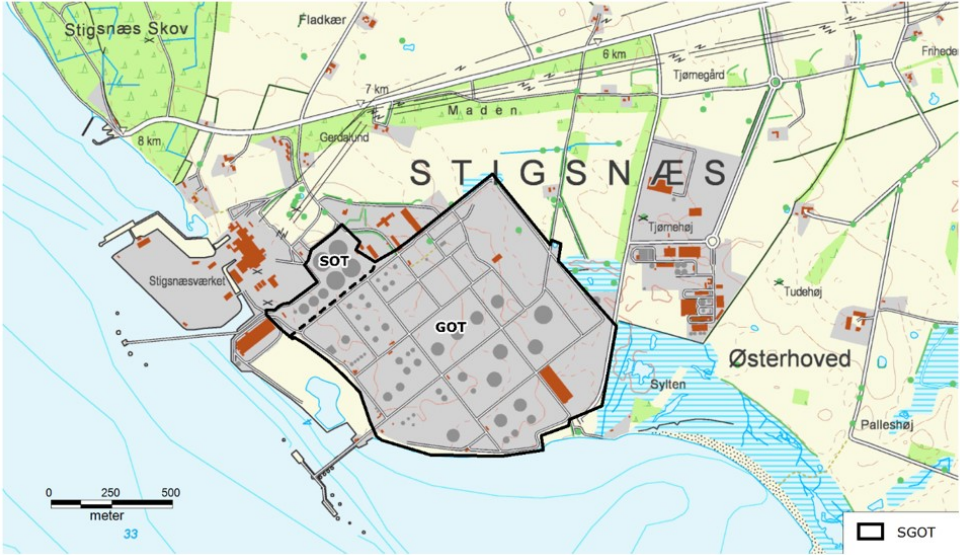 Fladkær
Stigsnæs Skov
Frihede
6 km
Tjørnegård
7 km
Maden
8 km
Gerdalund
STIGSNÆS
Tjørnehøj
SOT
Stigsnæsværket
Tudehøj
GOT
Østerhoved
Sylten
Palleshøj
0 250 500
meter
33
SGOT